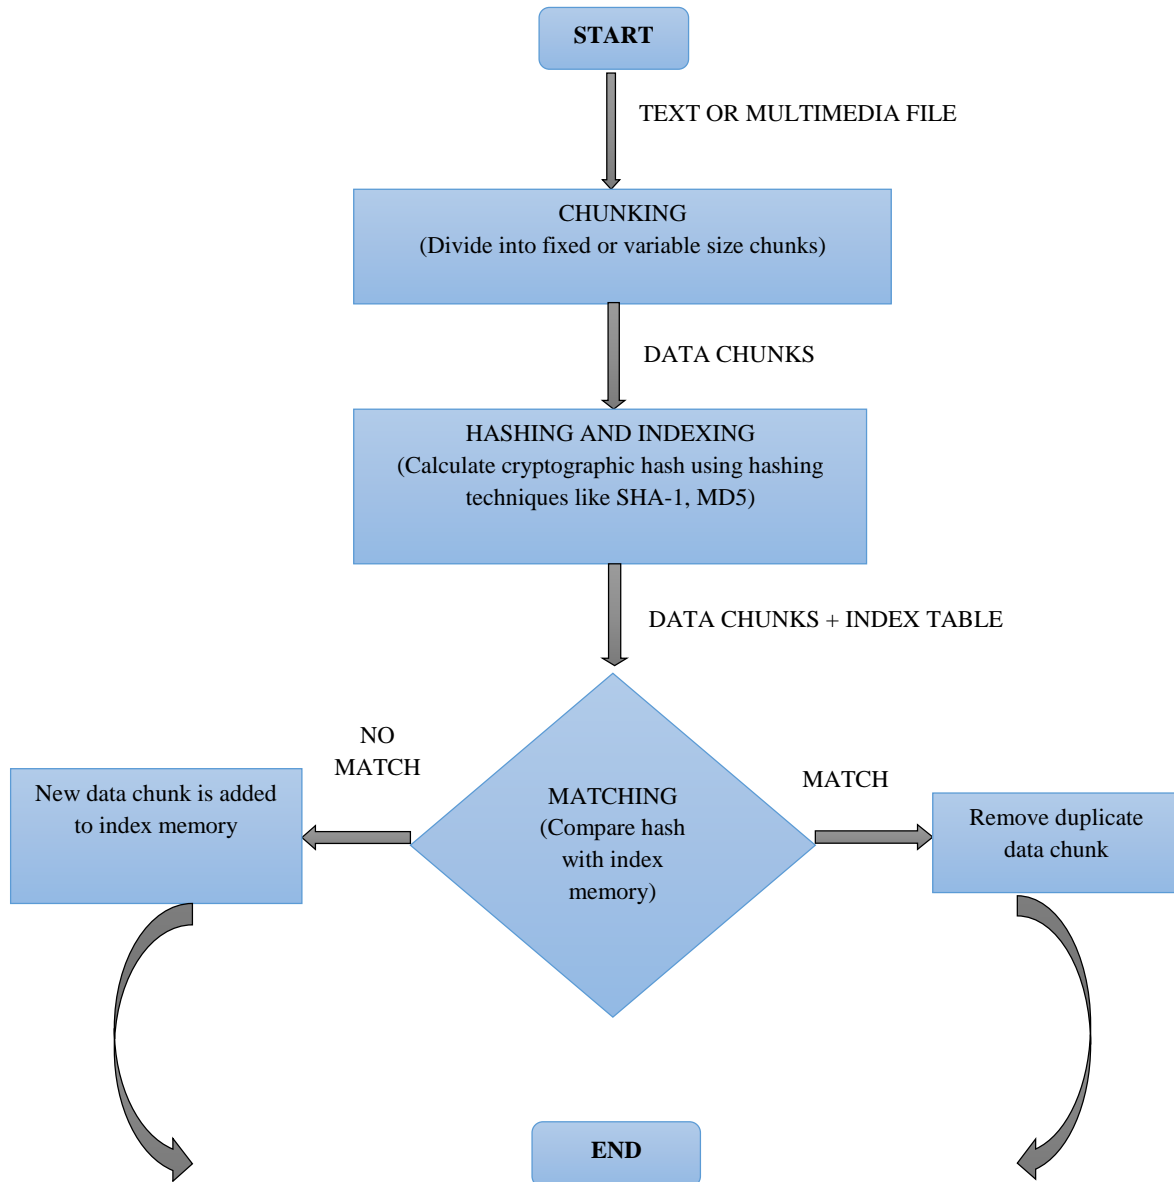 START
TEXT OR MULTIMEDIA FILE
CHUNKING
(Divide into fixed or variable size chunks)
DATA CHUNKS
HASHING AND INDEXING
(Calculate cryptographic hash using hashing
techniques like SHA-1, MD5)
DATA CHUNKS + INDEX TABLE
NO
MATCH
New data chunk is added
to index memory
MATCHING
(Compare hash
with index
memory)
MATCH
Remove duplicate
data chunk
END